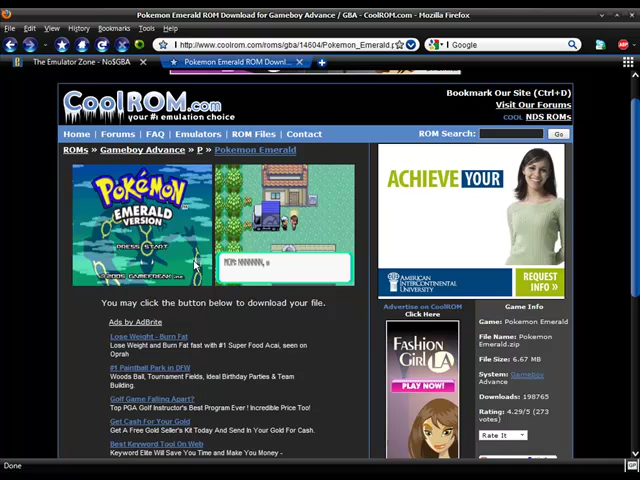 Pokemon Emerald ROM Download for Gameboy Advance / GBA - CoolROM.com - Mozilla Firefox
File Edit View History Bookmarks Tools Help
http://www.coolrom.com/roms/gba/14604/Pokemon_Emerald.p
Google
The Emulator Zone - No$GBA
Pokemon Emerald ROM Downl...
CoolROM.com
your #1 emulation choice
Bookmark Our Site (Ctrl+D)
Visit Our Forums
COOL NDS ROMs
Home | Forums | FAQ | Emulators | ROM Files | Contact
ROM Search:
Go
ROMs » Gameboy Advance » P » Pokemon Emerald
POKéMON
EMERALD
VERSION
PRESS START
©2005 GAMEFREAK inc.
You may click the button below to download your file.
Ads by AdBrite
Lose Weight - Burn Fat
Lose Weight and Burn Fat fast with #1 Super Food Acai, seen on
Oprah
#1 Paintball Park in DFW
Woods Ball, Tournament Fields, Ideal Birthday Parties & Team
Building.
Golf Game Falling Apart?
Top PGA Golf Instructor's Best Program Ever ! Incredible Price Too!
Get Cash For Your Gold
Get A Free Gold Seller's Kit Today And Send In Your Gold For Cash.
Best Keyword Tool On Web
Keyword Elite Will Save You Time and Make You Money -
ACHIEVE YOUR
AMERICAN
INTERCONTINENTAL
UNIVERSITY
REQUEST
INFO »
Advertise on CoolROM
Click Here
FASHION
GIRL LA
PLAY NOW!
Game Info
Game: Pokemon Emerald
File Name: Pokemon
Emerald.zip
File Size: 6.67 MB
System: Gameboy
Advance
Downloads: 198765
Rating: 4.29/5 (273
votes)
Rate It
Done